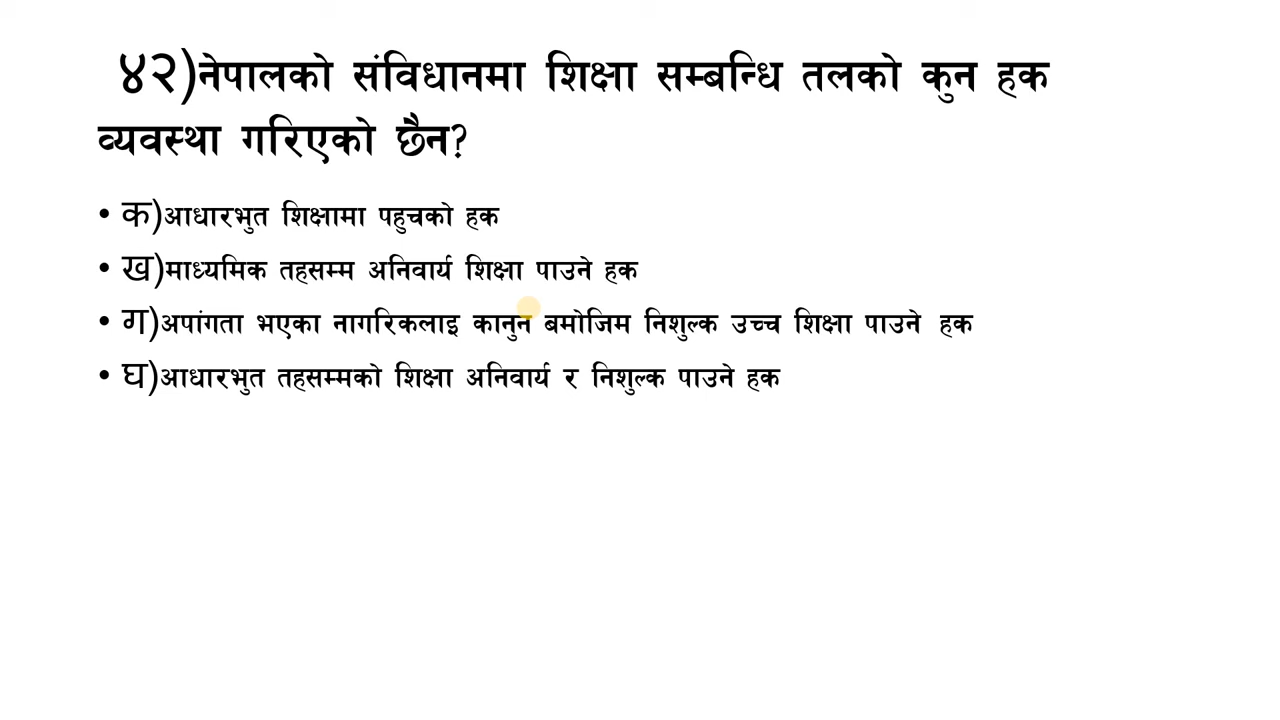 ४२)नेपालको संविधानमा शिक्षा सम्बन्धि तलको कुन हक
व्यवस्था गरिएको छैन?
• क)आधारभुत शिक्षामा पहुचको हक
• ख)माध्यमिक तहसम्म अनिवार्य शिक्षा पाउने हक
• ग)अपांगता भएका नागरिकलाइ कानुन बमोजिम निशुल्क उच्च शिक्षा पाउने हक
• घ)आधारभुत तहसम्मको शिक्षा अनिवार्य र निशुल्क पाउने हक